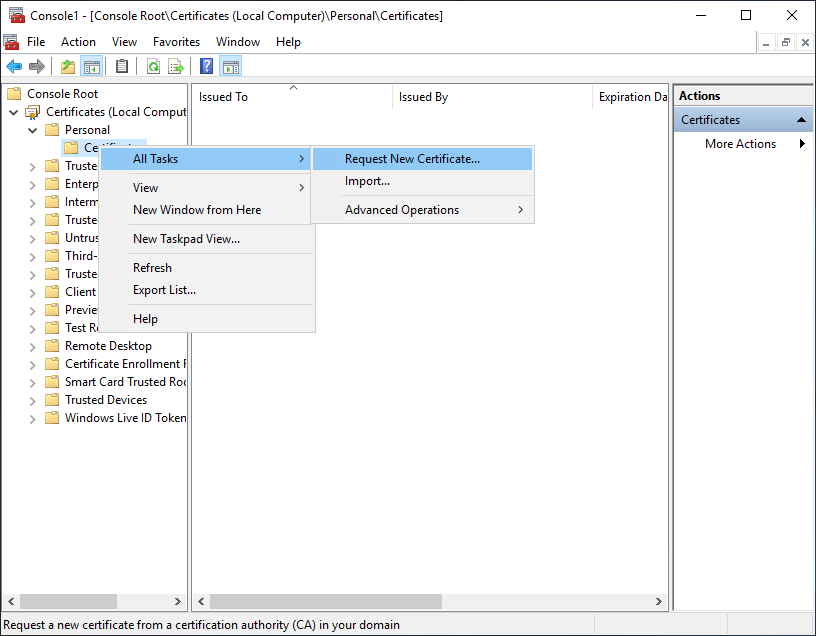 Console1 - [Console Root\Certificates (Local Computer)\Personal\Certificates]
File Action View Favorites Window Help
Console Root
Certificates (Local Comput
Personal
Truste
Enterp
Interm
Truste
Untrus
Third-
Truste
Client
Previe
Test Ro
Remote Desktop
Certificate Enrollment
Smart Card Trusted Roo
Trusted Devices
Windows Live ID Token
All Tasks
View
New Window from Here
New Taskpad View...
Refresh
Export List...
Help
Request New Certificate...
Import...
Advanced Operations
Issued To Issued By Expiration Da
Actions
Certificates
More Actions
Request a new certificate from a certification authority (CA) in your domain